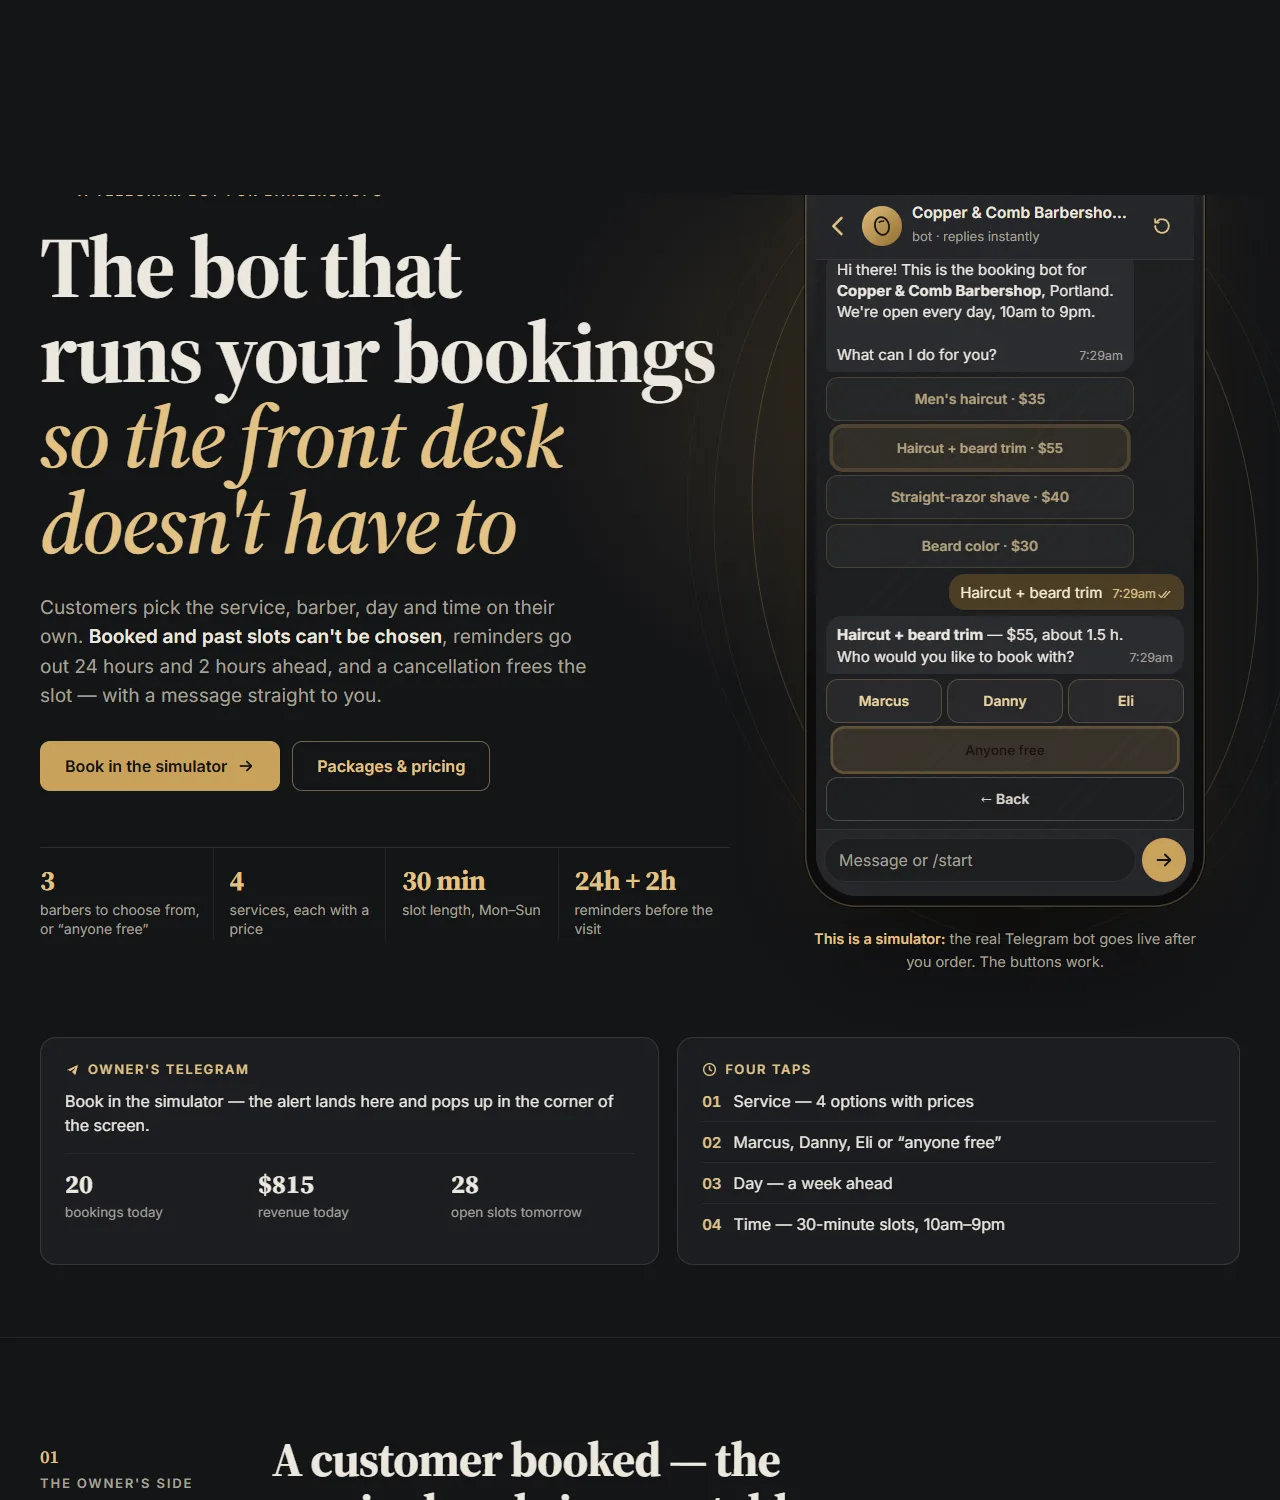 The bot that
runs your bookings
so the front desk
doesn't have to
Customers pick the service, barber, day and time on their
own. Booked and past slots can't be chosen, reminders go
out 24 hours and 2 hours ahead, and a cancellation frees the
slot — with a message straight to you.
Book in the simulator →
Packages & pricing
3
barbers to choose from,
or “anyone free”
4
services, each with a
price
30 min
slot length, Mon–Sun
24h + 2h
reminders before the
visit
Copper & Comb Barbersho...
bot · replies instantly
Hi there! This is the booking bot for
Copper & Comb Barbershop, Portland.
We're open every day, 10am to 9pm.
What can I do for you? 7:29am
Men's haircut · $35
Haircut + beard trim · $55
Straight-razor shave · $40
Beard color · $30
Haircut + beard trim 7:29am
Haircut + beard trim — $55, about 1.5 h.
Who would you like to book with? 7:29am
Marcus
Danny
Eli
Anyone free
← Back
Message or /start
This is a simulator: the real Telegram bot goes live after
you order. The buttons work.
OWNER'S TELEGRAM
Book in the simulator — the alert lands here and pops up in the corner of
the screen.
20
bookings today
$815
revenue today
28
open slots tomorrow
FOUR TAPS
01 Service — 4 options with prices
02 Marcus, Danny, Eli or “anyone free”
03 Day — a week ahead
04 Time — 30-minute slots, 10am–9pm
01
THE OWNER'S SIDE
A customer booked — the